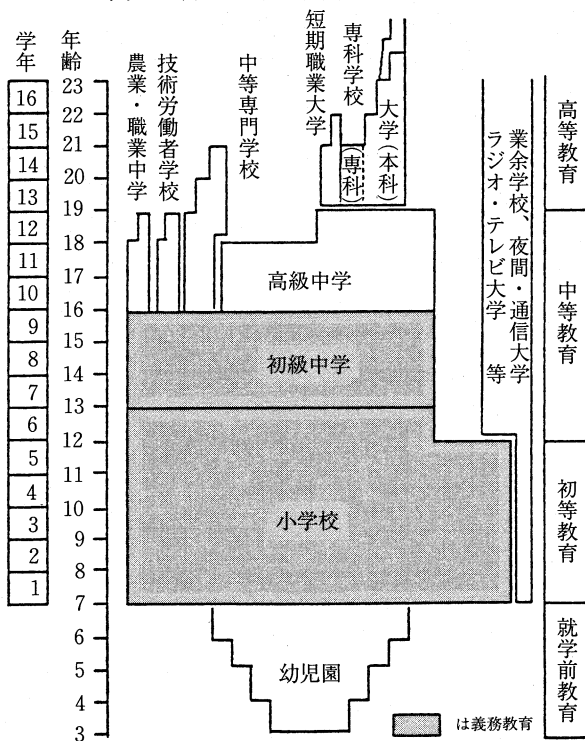 学年
16
15
14
13
12
11
10
9
8
7
6
5
4
3
2
1
年齢
23
22
21
20
19
18
17
16
15
14
13
12
11
10
9
8
7
6
5
4
3
農業・職業中学
技術労働者学校
中等専門学校
短期職業大学
専科学校
大学(本科)
(専科)
高級中学
初級中学
小学校
幼児園
業余学校、夜間・通信大学
ラジオ・テレビ大学 等
高等教育
中等教育
初等教育
就学前教育
は義務教育